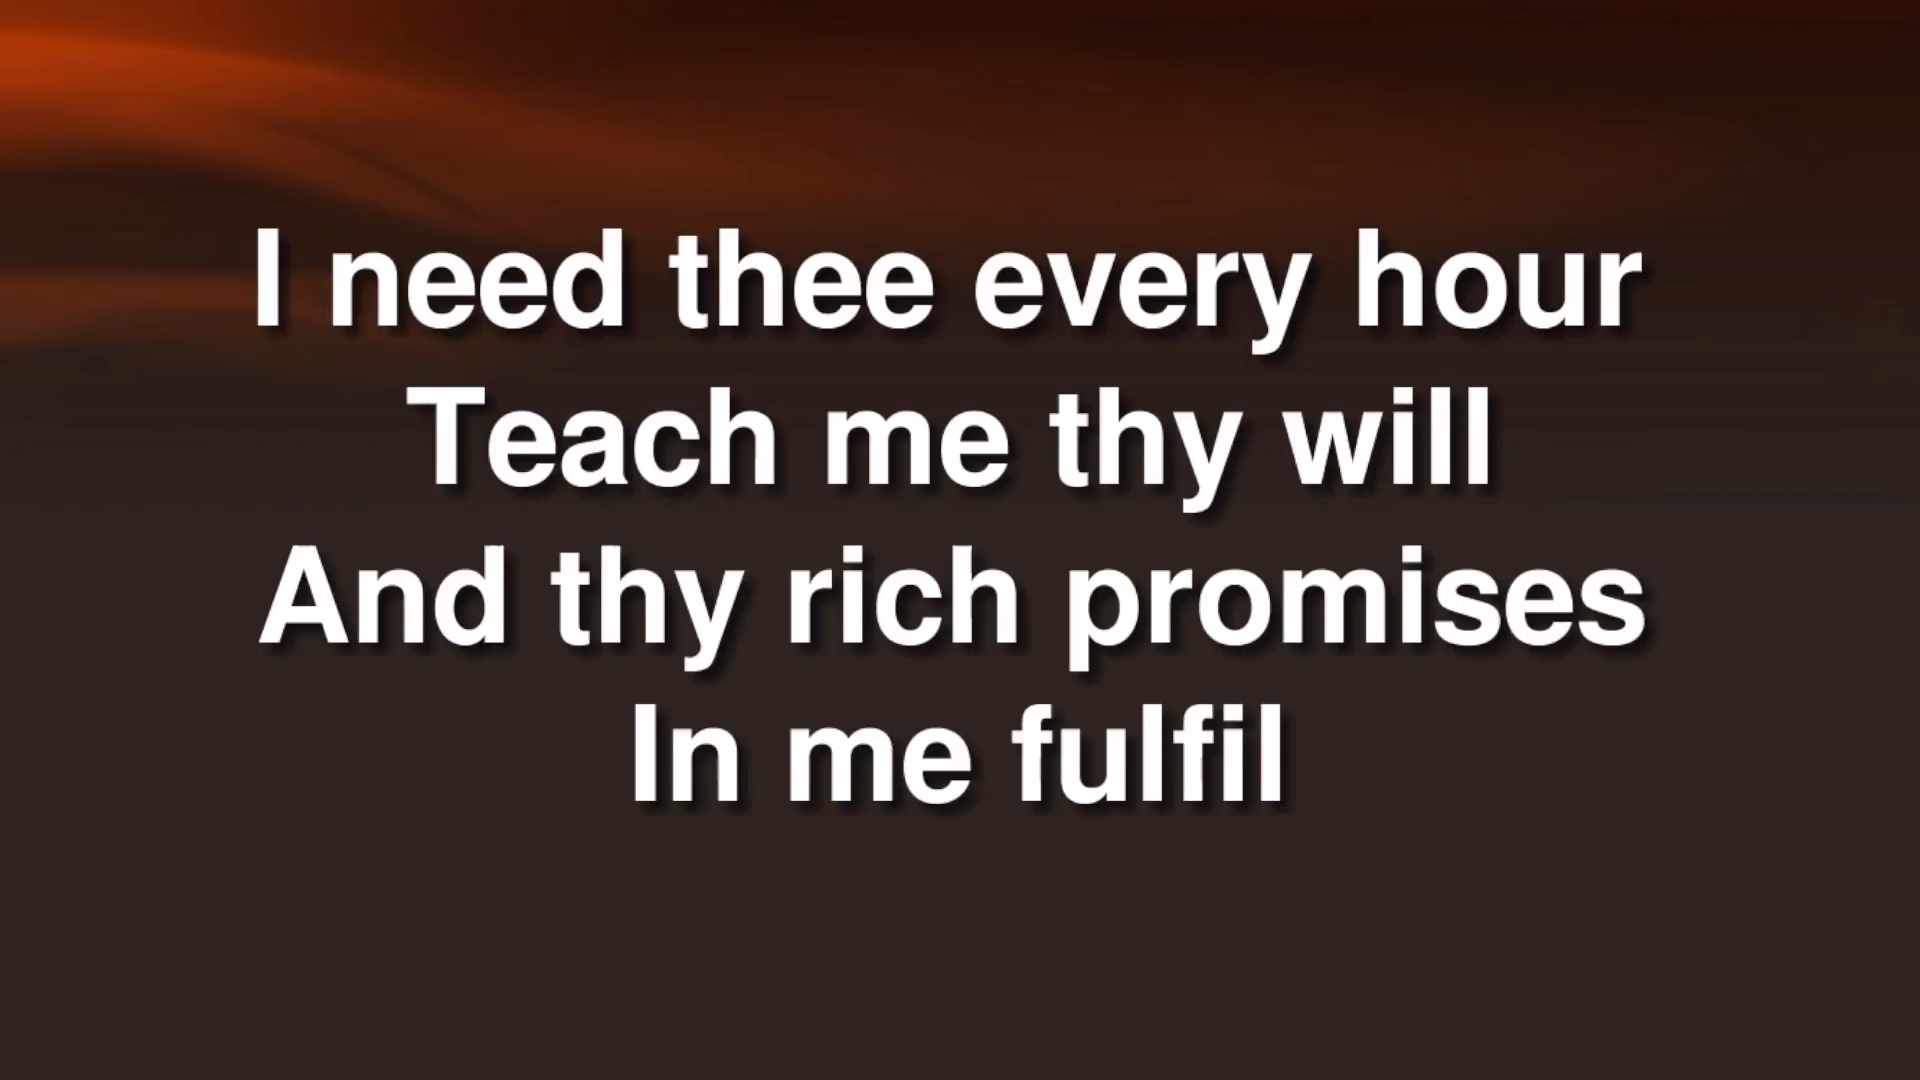 I need thee every hour
Teach me thy will
And thy rich promises
In me fulfil